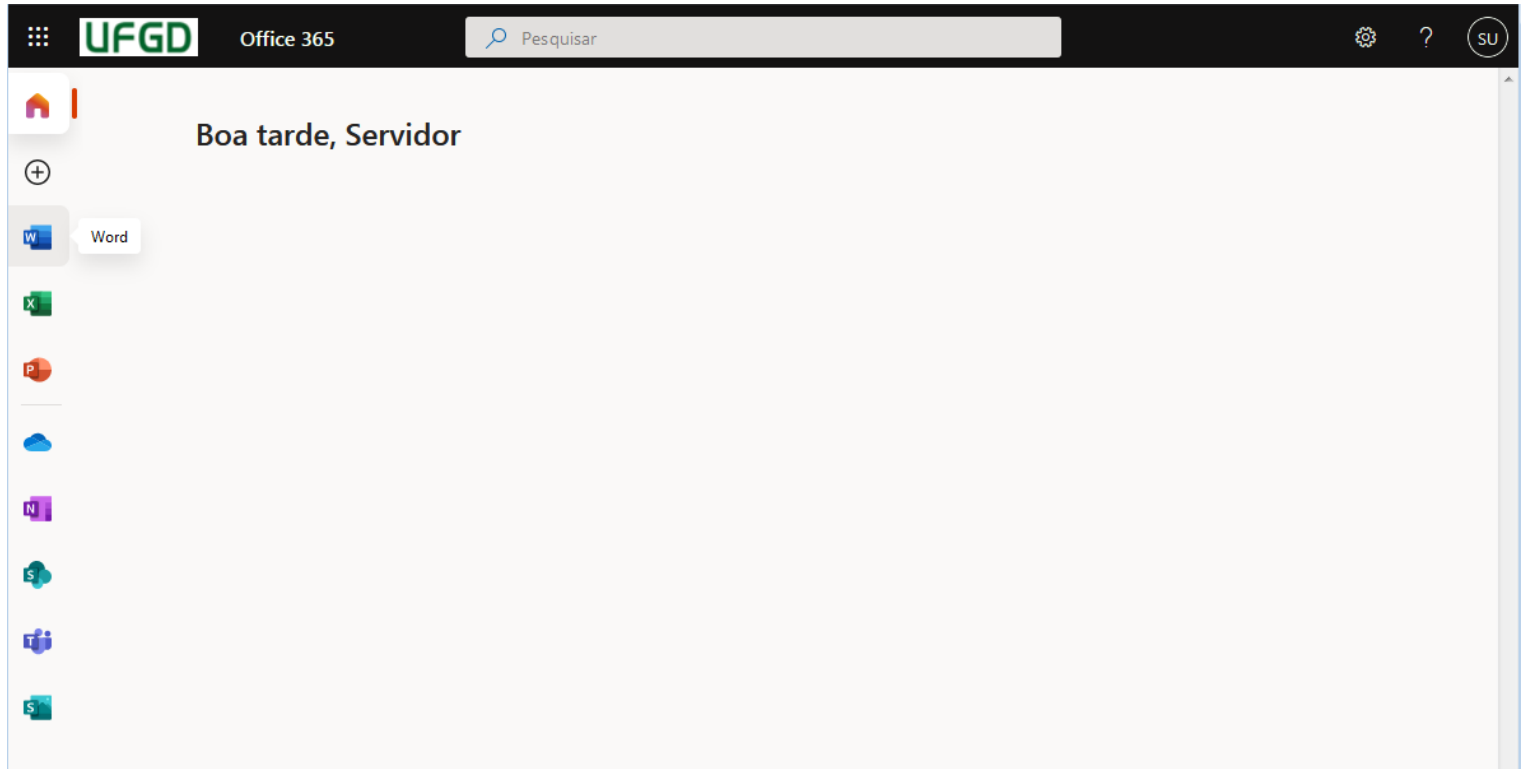 UFGD Office 365 Pesquisar ? SU
Boa tarde, Servidor
W Word
X
P
N
S
T
S